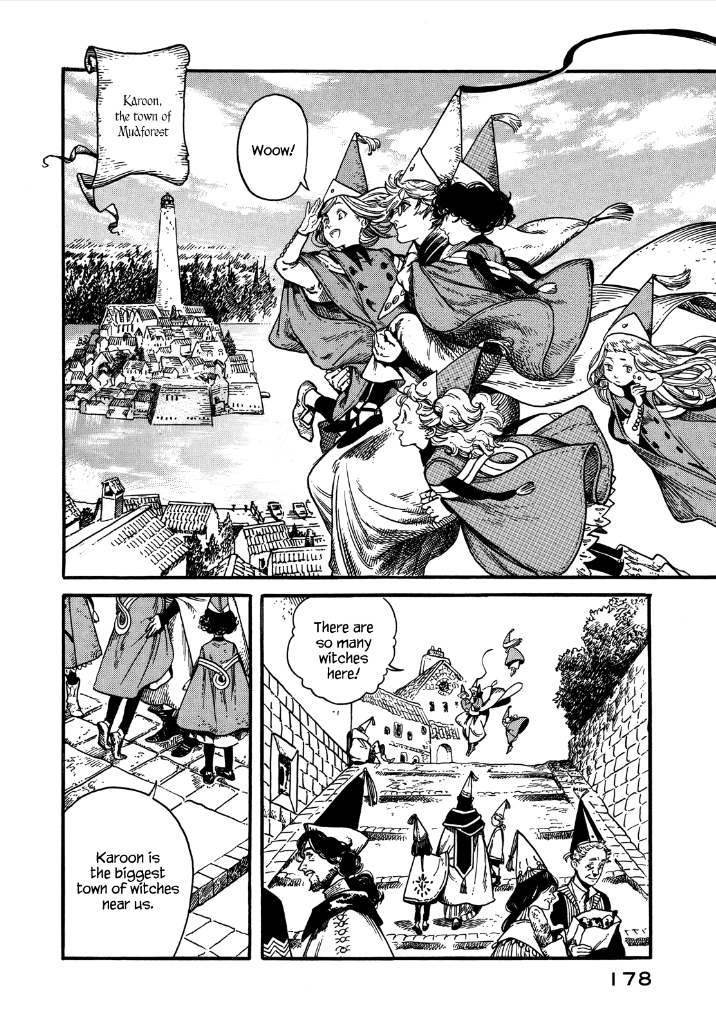 Karoon,
the town of
Mudforest
Woow!
There are
so many
witches
here!
Karoon is
the biggest
town of witches
near us.
178